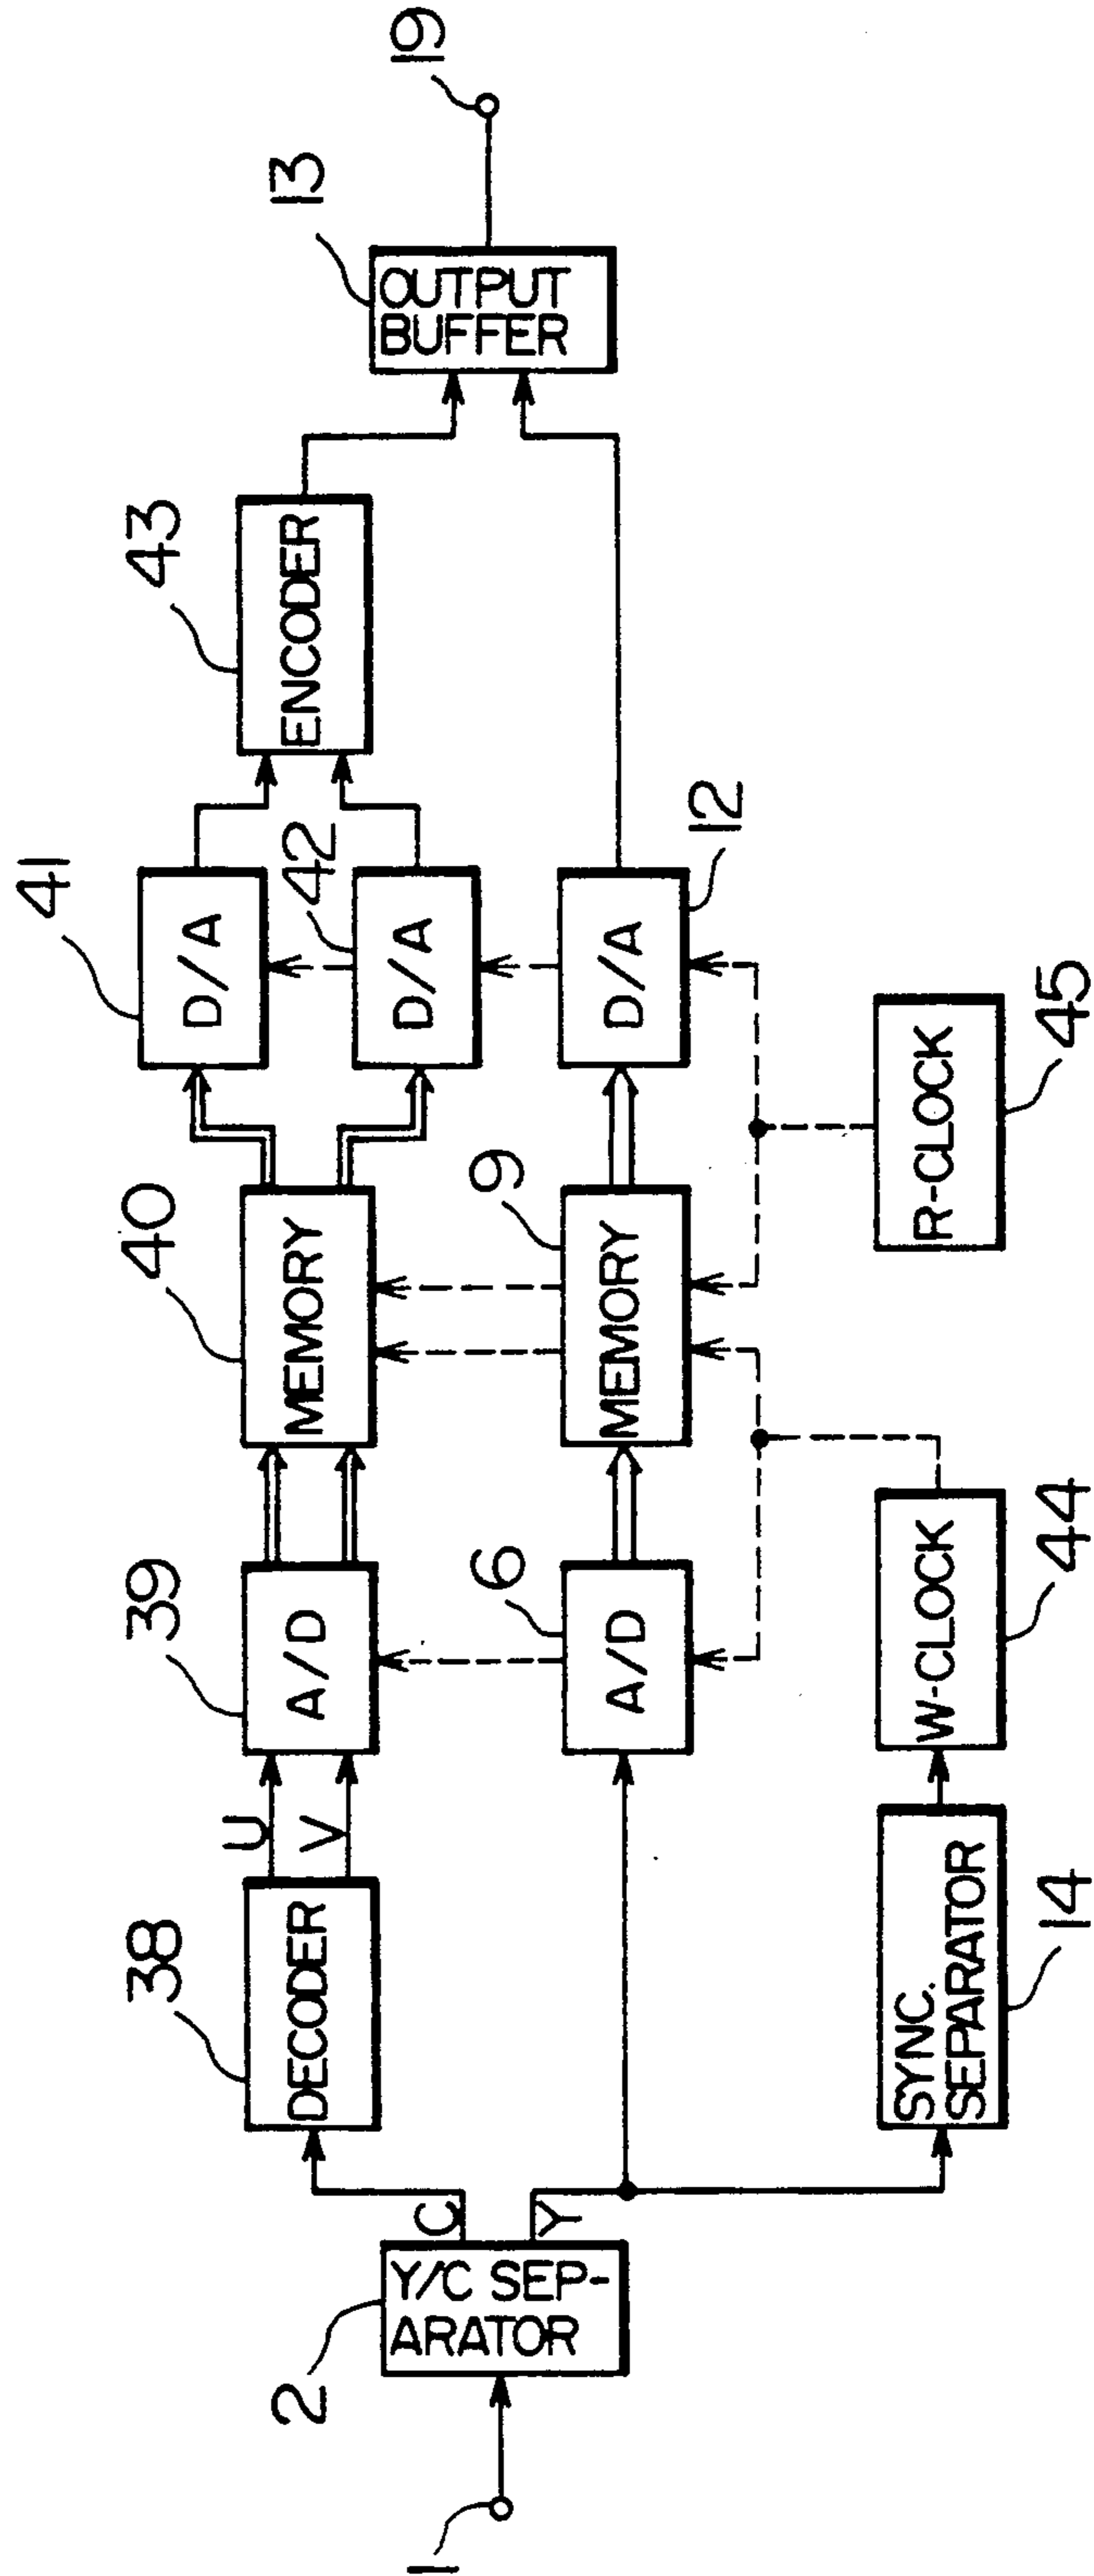 1
2
Y/C SEP-
ARATOR
C
Y
38
DECODER
U
V
39
A/D
40
MEMORY
41
D/A
42
D/A
43
ENCODER
13
OUTPUT
BUFFER
19
6
A/D
9
MEMORY
D/A
12
SYNC.
SEPARATOR
14
W-CLOCK
44
R-CLOCK
45